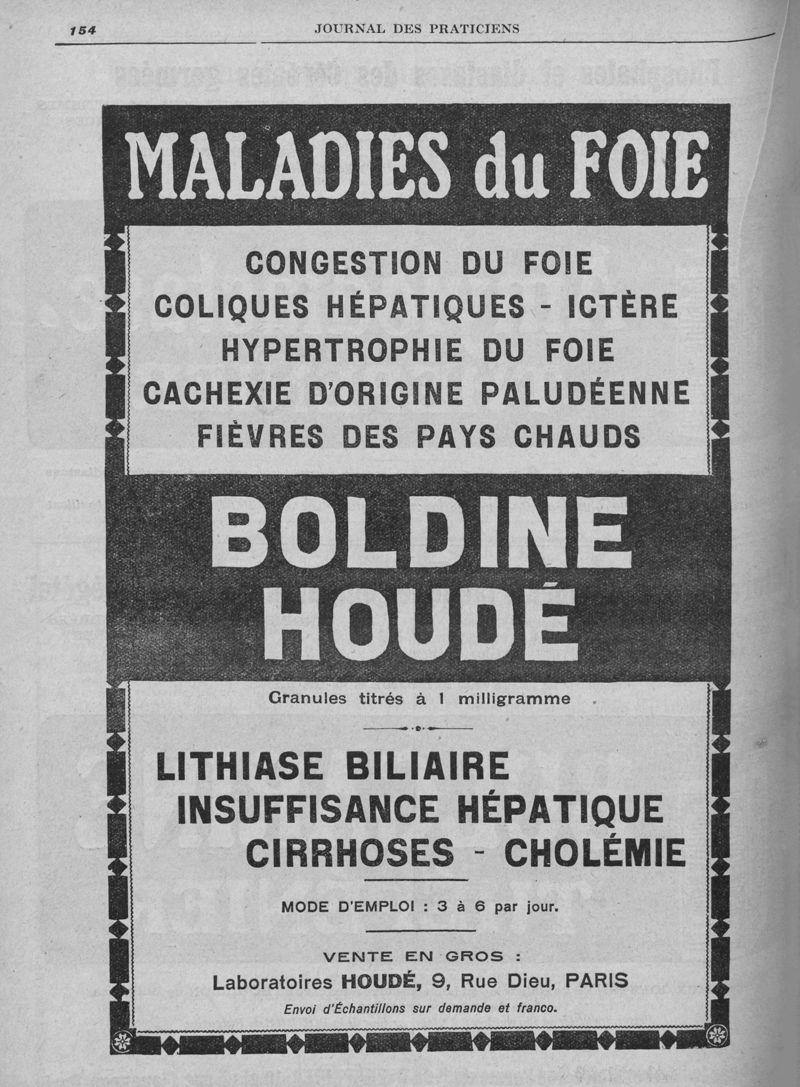 154
JOURNAL DES PRATICIENS
MALADIES du FOIE
CONGESTION DU FOIE
COLIQUES HÉPATIQUES - ICTÈRE
HYPERTROPHIE DU FOIE
CACHEXIE D'ORIGINE PALUDÉENNE
FIÈVRES DES PAYS CHAUDS
BOLDINE
HOUDÉ
Granules titrés à 1 milligramme
LITHIASE BILIAIRE
INSUFFISANCE HÉPATIQUE
CIRRHOSES - CHOLÉMIE
MODE D'EMPLOI : 3 à 6 par jour.
VENTE EN GROS :
Laboratoires HOUDÉ, 9, Rue Dieu, PARIS
Envoi d'Échantillons sur demande et franco.